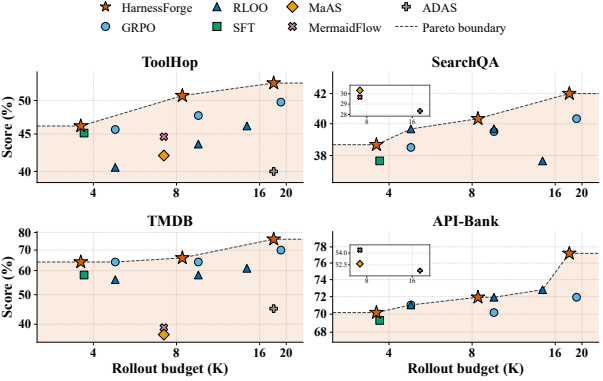 HarnessForge RLOO MaAS ADAS
GRPO SFT MermaidFlow Pareto boundary
ToolHop SearchQA
Score (%)
50
45
40
4 8 16 20
42
40
38
30
29
28
8 16
4 8 16 20
TMDB API-Bank
Score (%)
80
70
60
50
40
4 8 16 20
Rollout budget (K)
78
76
74
72
70
68
54.0
52.5
8 16
4 8 16 20
Rollout budget (K)